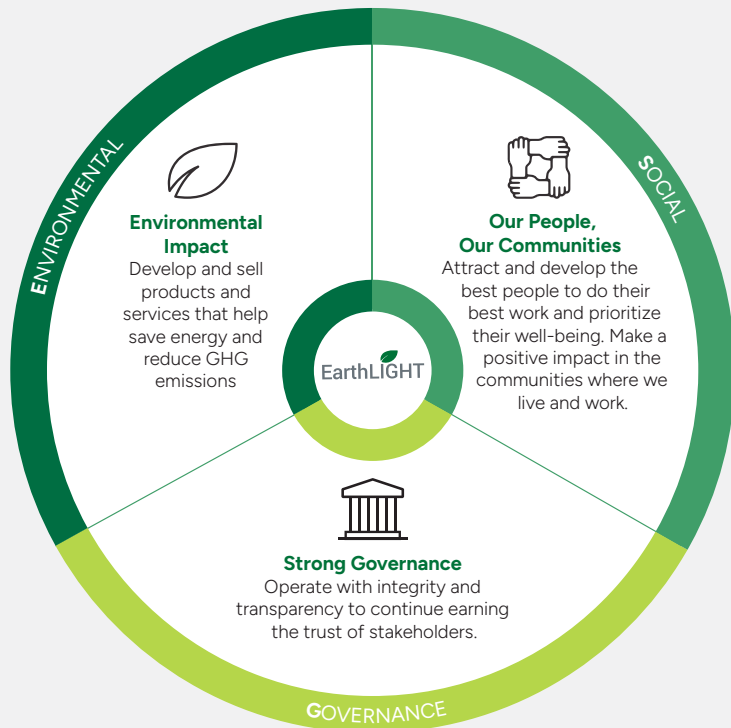 ENVIRONMENTAL
Environmental
Impact
Develop and sell
products and
services that help
save energy and
reduce GHG
emissions
SOCIAL
Our People,
Our Communities
Attract and develop the
best people to do their
best work and prioritize
their well-being. Make a
positive impact in the
communities where we
live and work.
EarthLIGHT
Strong Governance
Operate with integrity and
transparency to continue earning
the trust of stakeholders.
GOVERNANCE